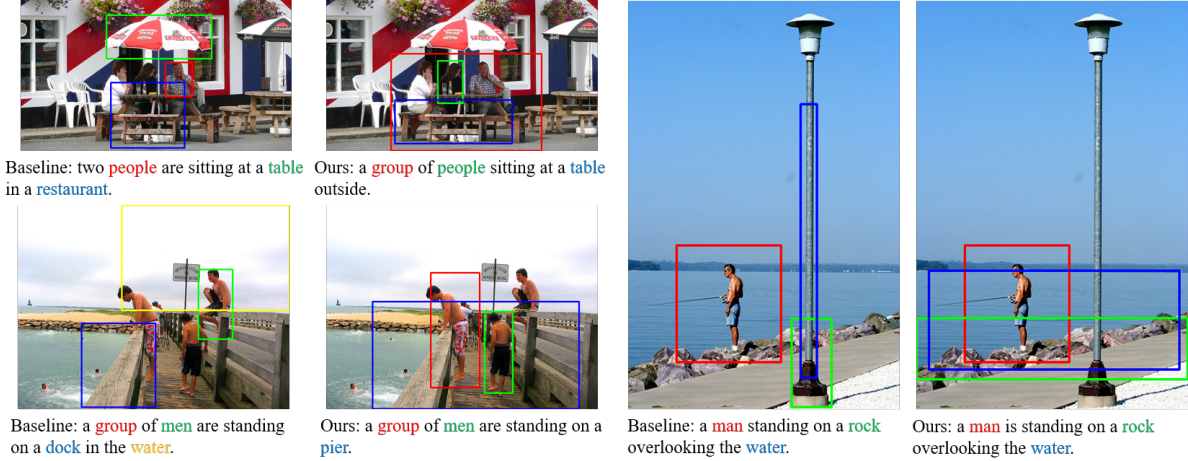 Baseline: two people are sitting at a table
in a restaurant.
Ours: a group of people sitting at a table
outside.
Baseline: a group of men are standing
on a dock in the water.
Ours: a group of men are standing on a
pier.
Baseline: a man standing on a rock
overlooking the water.
Ours: a man is standing on a rock
overlooking the water.